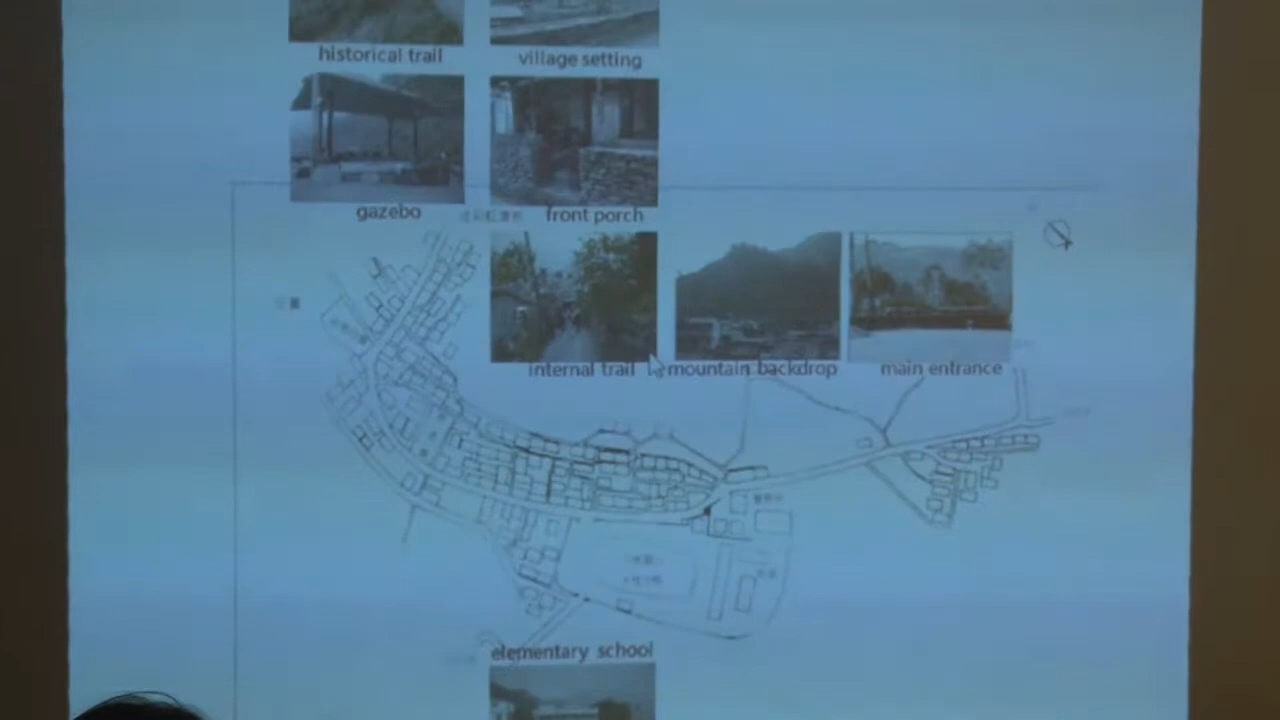 historical trail
village setting
gazebo
front porch
internal trail
mountain backdrop
main entrance
elementary school